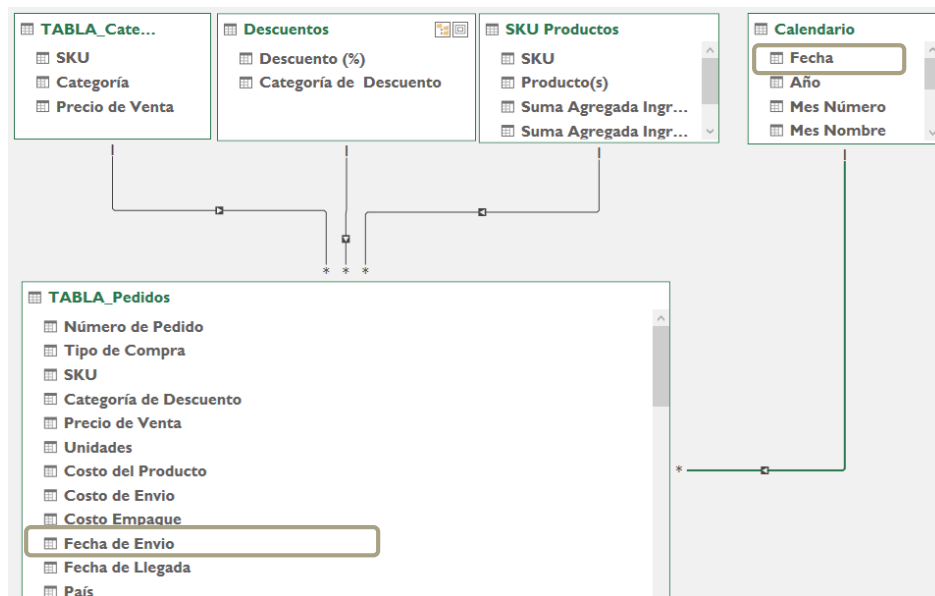 TABLA_Cate...
SKU
Categoría
Precio de Venta
Descuentos
Descuento (%)
Categoría de Descuento
SKU Productos
SKU
Producto(s)
Suma Agregada Ingr...
Suma Agregada Ingr...
Calendario
Fecha
Año
Mes Número
Mes Nombre
* * *
TABLA_Pedidos
Número de Pedido
Tipo de Compra
SKU
Categoría de Descuento
Precio de Venta
Unidades
Costo del Producto
Costo de Envio
Costo Empaque
Fecha de Envio
Fecha de Llegada
País
*